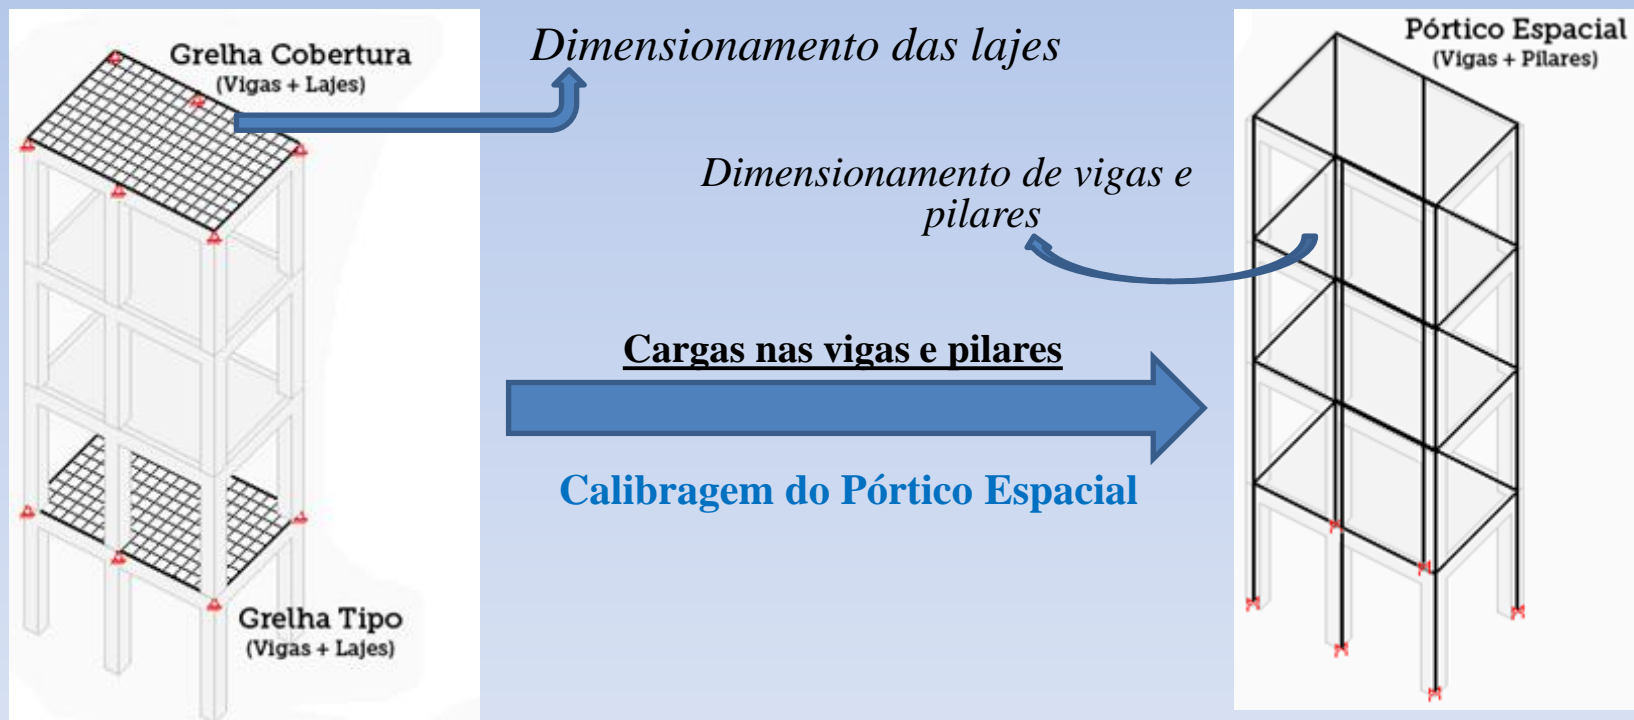 Grelha Cobertura
(Vigas + Lajes)
Dimensionamento das lajes
Pórtico Espacial
(Vigas + Pilares)
Dimensionamento de vigas e
pilares
Cargas nas vigas e pilares
Calibragem do Pórtico Espacial
Grelha Tipo
(Vigas + Lajes)